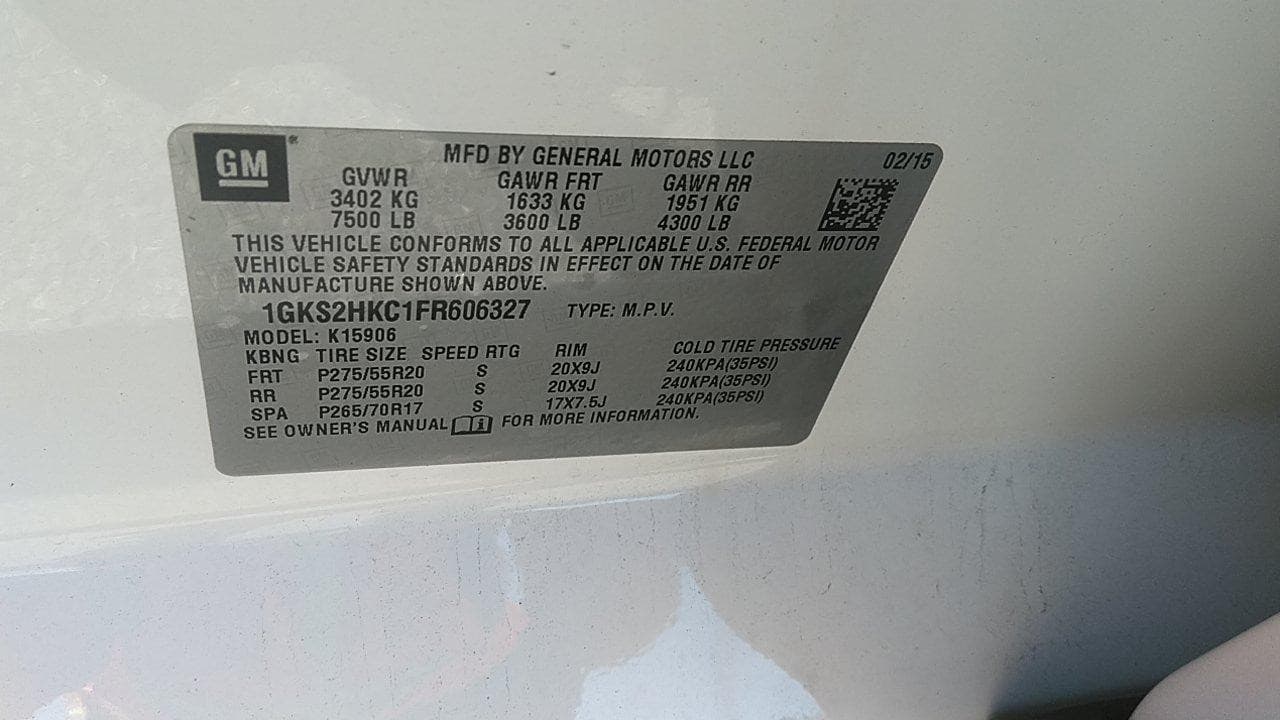 GM
MFD BY GENERAL MOTORS LLC 02/15
GVWR GAWR FRT GAWR RR
3402 KG 1633 KG 1951 KG
7500 LB 3600 LB 4300 LB
THIS VEHICLE CONFORMS TO ALL APPLICABLE U.S. FEDERAL MOTOR
VEHICLE SAFETY STANDARDS IN EFFECT ON THE DATE OF
MANUFACTURE SHOWN ABOVE.
1GKS2HKC1FR606327 TYPE: M.P.V.
MODEL: K15906
KBNG TIRE SIZE SPEED RTG RIM COLD TIRE PRESSURE
FRT P275/55R20 S 20X9J 240KPA(35PSI)
RR P275/55R20 S 20X9J 240KPA(35PSI)
SPA P265/70R17 S 17X7.5J 240KPA(35PSI)
SEE OWNER'S MANUAL FOR MORE INFORMATION.